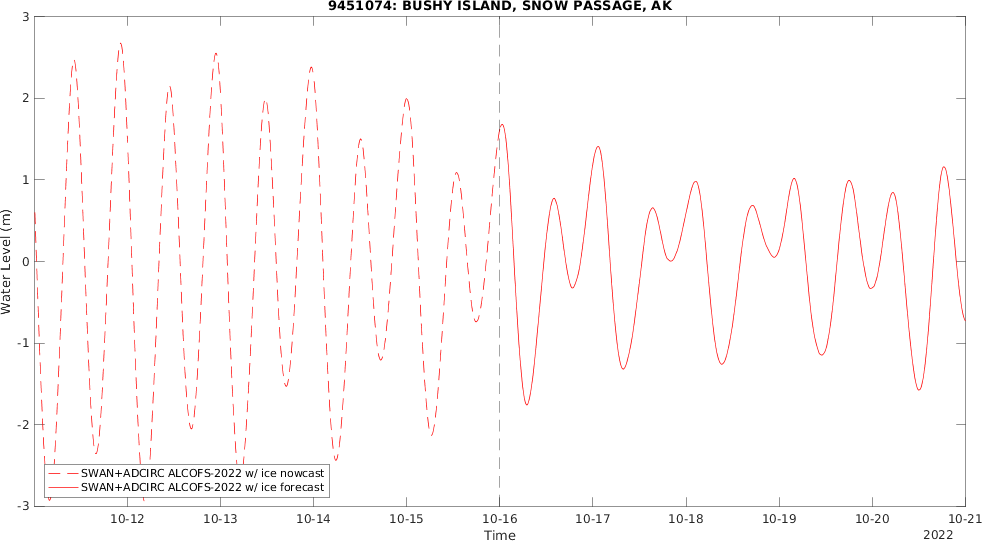 9451074: BUSHY ISLAND, SNOW PASSAGE, AK
3
2
1
0
-1
-2
-3
Water Level (m)
SWAN+ADCIRC ALCOFS-2022 w/ ice nowcast
SWAN+ADCIRC ALCOFS-2022 w/ ice forecast
10-12 10-13 10-14 10-15 10-16 10-17 10-18 10-19 10-20 10-21
Time
2022